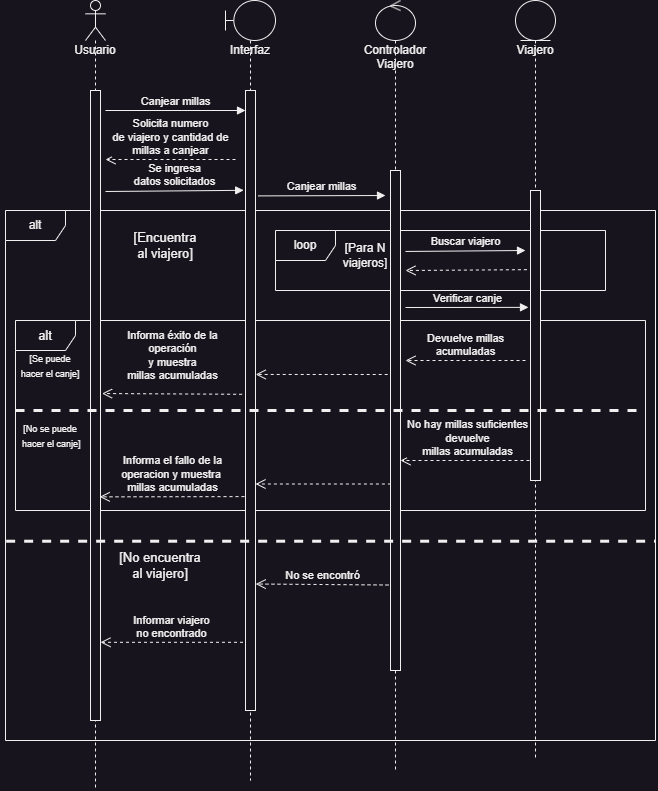 Usuario
Interfaz
Controlador
Viajero
Viajero
Canjear millas
Solicita numero
de viajero y cantidad de
millas a canjear
Se ingresa
datos solicitados
Canjear millas
alt
[Encuentra
al viajero]
loop
[Para N
viajeros]
Buscar viajero
Verificar canje
alt
[Se puede
hacer el canje]
Informa éxito de la
operación
y muestra
millas acumuladas
Devuelve millas
acumuladas
[No se puede
hacer el canje]
No hay millas suficientes
devuelve
millas acumuladas
Informa el fallo de la
operacion y muestra
millas acumuladas
[No encuentra
al viajero]
No se encontró
Informar viajero
no encontrado